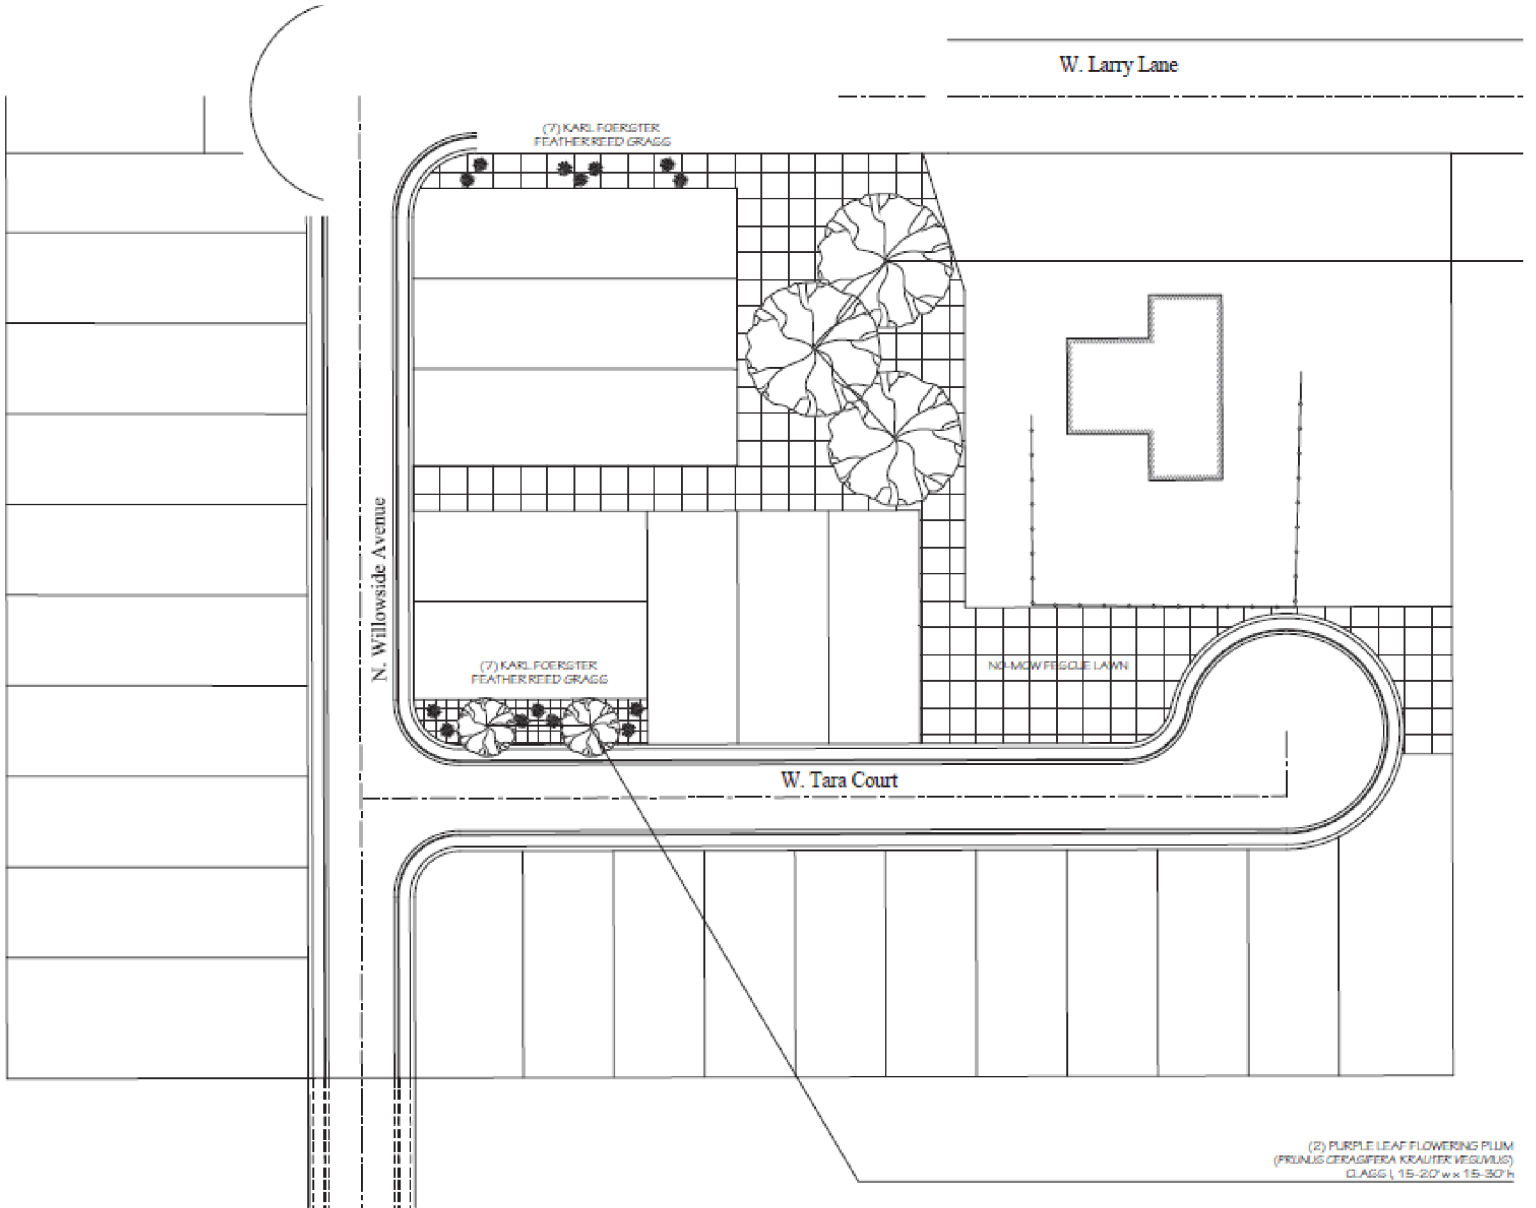 W. Larry Lane
(7) KARL FOERSTER
FEATHER REED GRASS
N. Willowside Avenue
(7) KARL FOERSTER
FEATHER REED GRASS
NO-MOW FESCUE LAWN
W. Tara Court
(2) PURPLE LEAF FLOWERING PLUM
(PRUNUS CERASIFERA KRAUTER VESUVIUS)
CLASS I, 15-20' w x 15-30' h